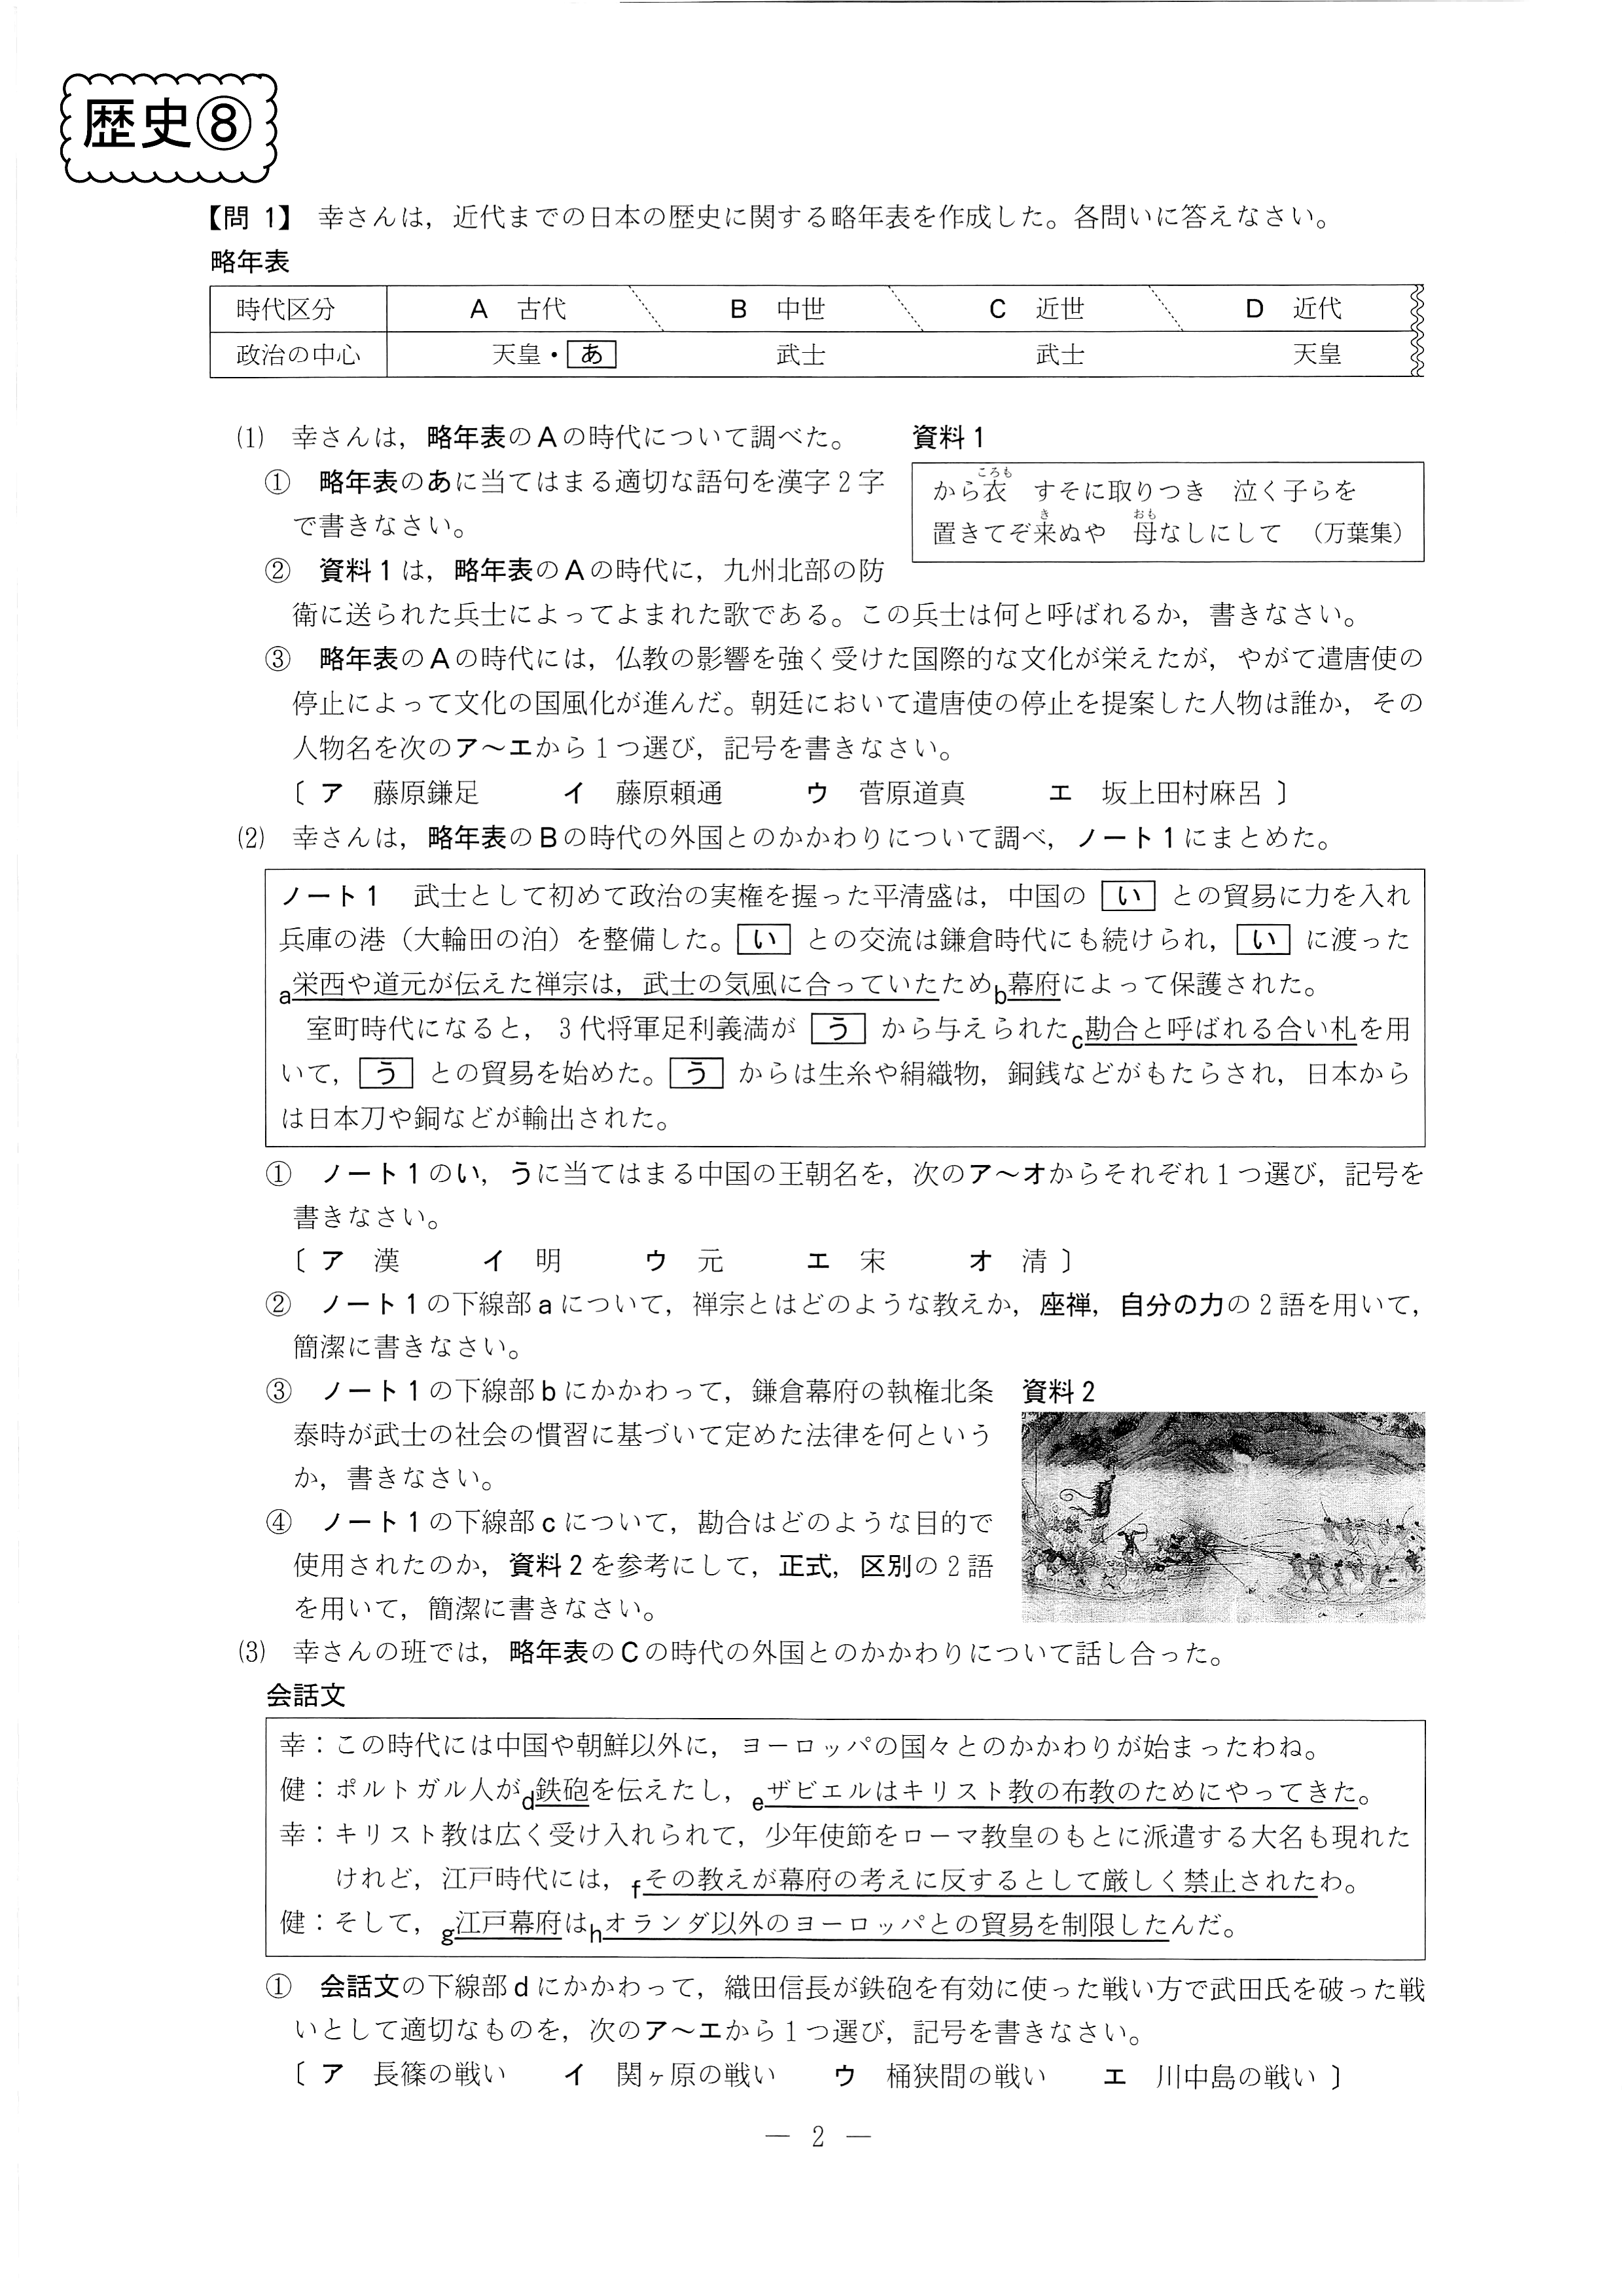 歴史⑧
【問 1】 幸さんは，近代までの日本の歴史に関する略年表を作成した。各問いに答えなさい。
略年表
時代区分 A 古代 B 中世 C 近世 D 近代
政治の中心 天皇・あ 武士 武士 天皇
(1) 幸さんは，略年表のAの時代について調べた。
① 略年表のあに当てはまる適切な語句を漢字2字
で書きなさい。
資料1
から衣 すそに取りつき 泣く子らを
ころも
置きてぞ来ぬや 母なしにして （万葉集）
き おも
② 資料1は，略年表のAの時代に，九州北部の防
衛に送られた兵士によってよまれた歌である。この兵士は何と呼ばれるか，書きなさい。
③ 略年表のAの時代には，仏教の影響を強く受けた国際的な文化が栄えたが，やがて遣唐使の
停止によって文化の国風化が進んだ。朝廷において遣唐使の停止を提案した人物は誰か，その
人物名を次のア～エから1つ選び，記号を書きなさい。
〔 ア 藤原鎌足 イ 藤原頼通 ウ 菅原道真 エ 坂上田村麻呂 〕
(2) 幸さんは，略年表のBの時代の外国とのかかわりについて調べ，ノート1にまとめた。
ノート1 武士として初めて政治の実権を握った平清盛は，中国の い との貿易に力を入れ
兵庫の港（大輪田の泊）を整備した。い との交流は鎌倉時代にも続けられ，い に渡った
a栄西や道元が伝えた禅宗は，武士の気風に合っていたためb幕府によって保護された。
室町時代になると，3代将軍足利義満が う から与えられたc勘合と呼ばれる合い札を用
いて，う との貿易を始めた。う からは生糸や絹織物，銅銭などがもたらされ，日本から
は日本刀や銅などが輸出された。
① ノート1のい，うに当てはまる中国の王朝名を，次のア～オからそれぞれ1つ選び，記号を
書きなさい。
〔 ア 漢 イ 明 ウ 元 エ 宋 オ 清 〕
② ノート1の下線部aについて，禅宗とはどのような教えか，座禅，自分の力の2語を用いて，
簡潔に書きなさい。
③ ノート1の下線部bにかかわって，鎌倉幕府の執権北条
泰時が武士の社会の慣習に基づいて定めた法律を何という
か，書きなさい。
④ ノート1の下線部cについて，勘合はどのような目的で
使用されたのか，資料2を参考にして，正式，区別の2語
を用いて，簡潔に書きなさい。
資料2
(3) 幸さんの班では，略年表のCの時代の外国とのかかわりについて話し合った。
会話文
幸：この時代には中国や朝鮮以外に，ヨーロッパの国々とのかかわりが始まったわね。
健：ポルトガル人がd鉄砲を伝えたし，eザビエルはキリスト教の布教のためにやってきた。
幸：キリスト教は広く受け入れられて，少年使節をローマ教皇のもとに派遣する大名も現れた
けれど，江戸時代には，fその教えが幕府の考えに反するとして厳しく禁止されたわ。
健：そして，g江戸幕府はhオランダ以外のヨーロッパとの貿易を制限したんだ。
① 会話文の下線部dにかかわって，織田信長が鉄砲を有効に使った戦い方で武田氏を破った戦
いとして適切なものを，次のア～エから1つ選び，記号を書きなさい。
〔 ア 長篠の戦い イ 関ヶ原の戦い ウ 桶狭間の戦い エ 川中島の戦い 〕
— 2 —